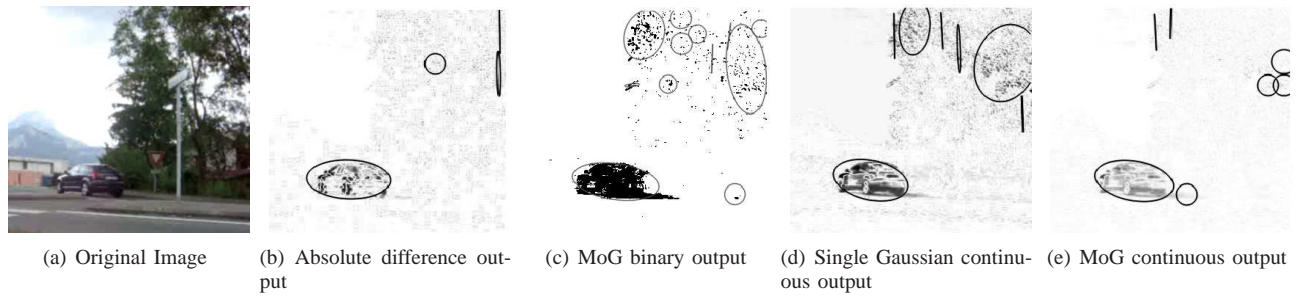 (a) Original Image
(b) Absolute difference out-
put
(c) MoG binary output
(d) Single Gaussian continu-
ous output
(e) MoG continuous output